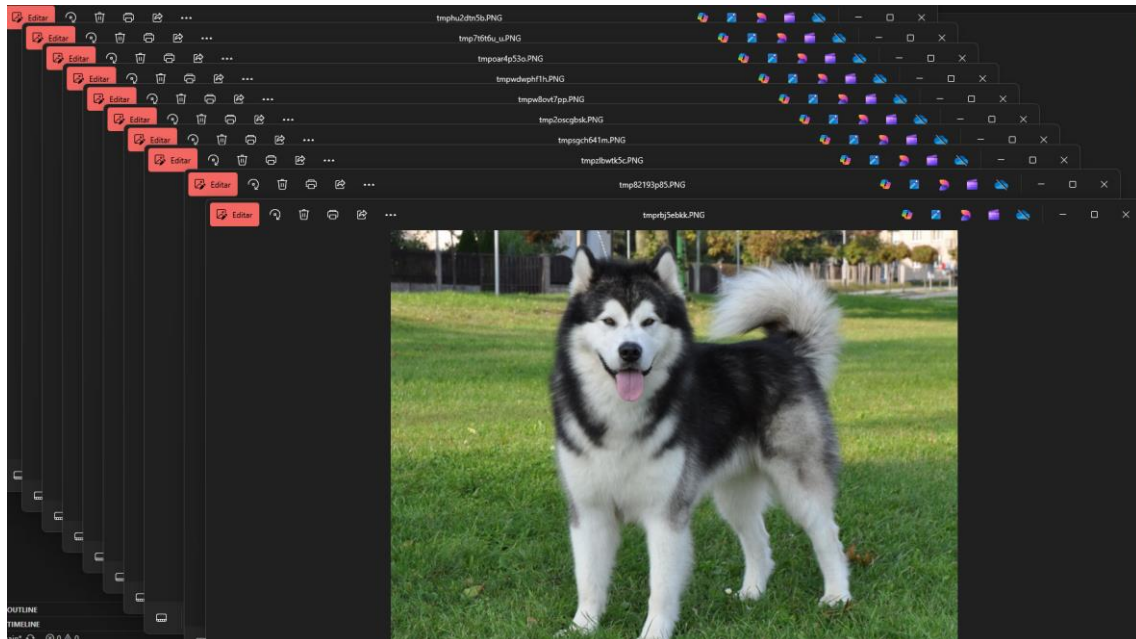 Editar tmphu2dtn5b.PNG
Editar tmp7t6t6u_u.PNG
Editar tmpoar4p53o.PNG
Editar tmpwdwphf1h.PNG
Editar tmpw8ovt7pp.PNG
Editar tmp2oscgbsk.PNG
Editar tmpsgch641m.PNG
Editar tmpzlbwtk5c.PNG
Editar tmp82193p85.PNG
Editar tmprbj5ebkk.PNG
OUTLINE
TIMELINE